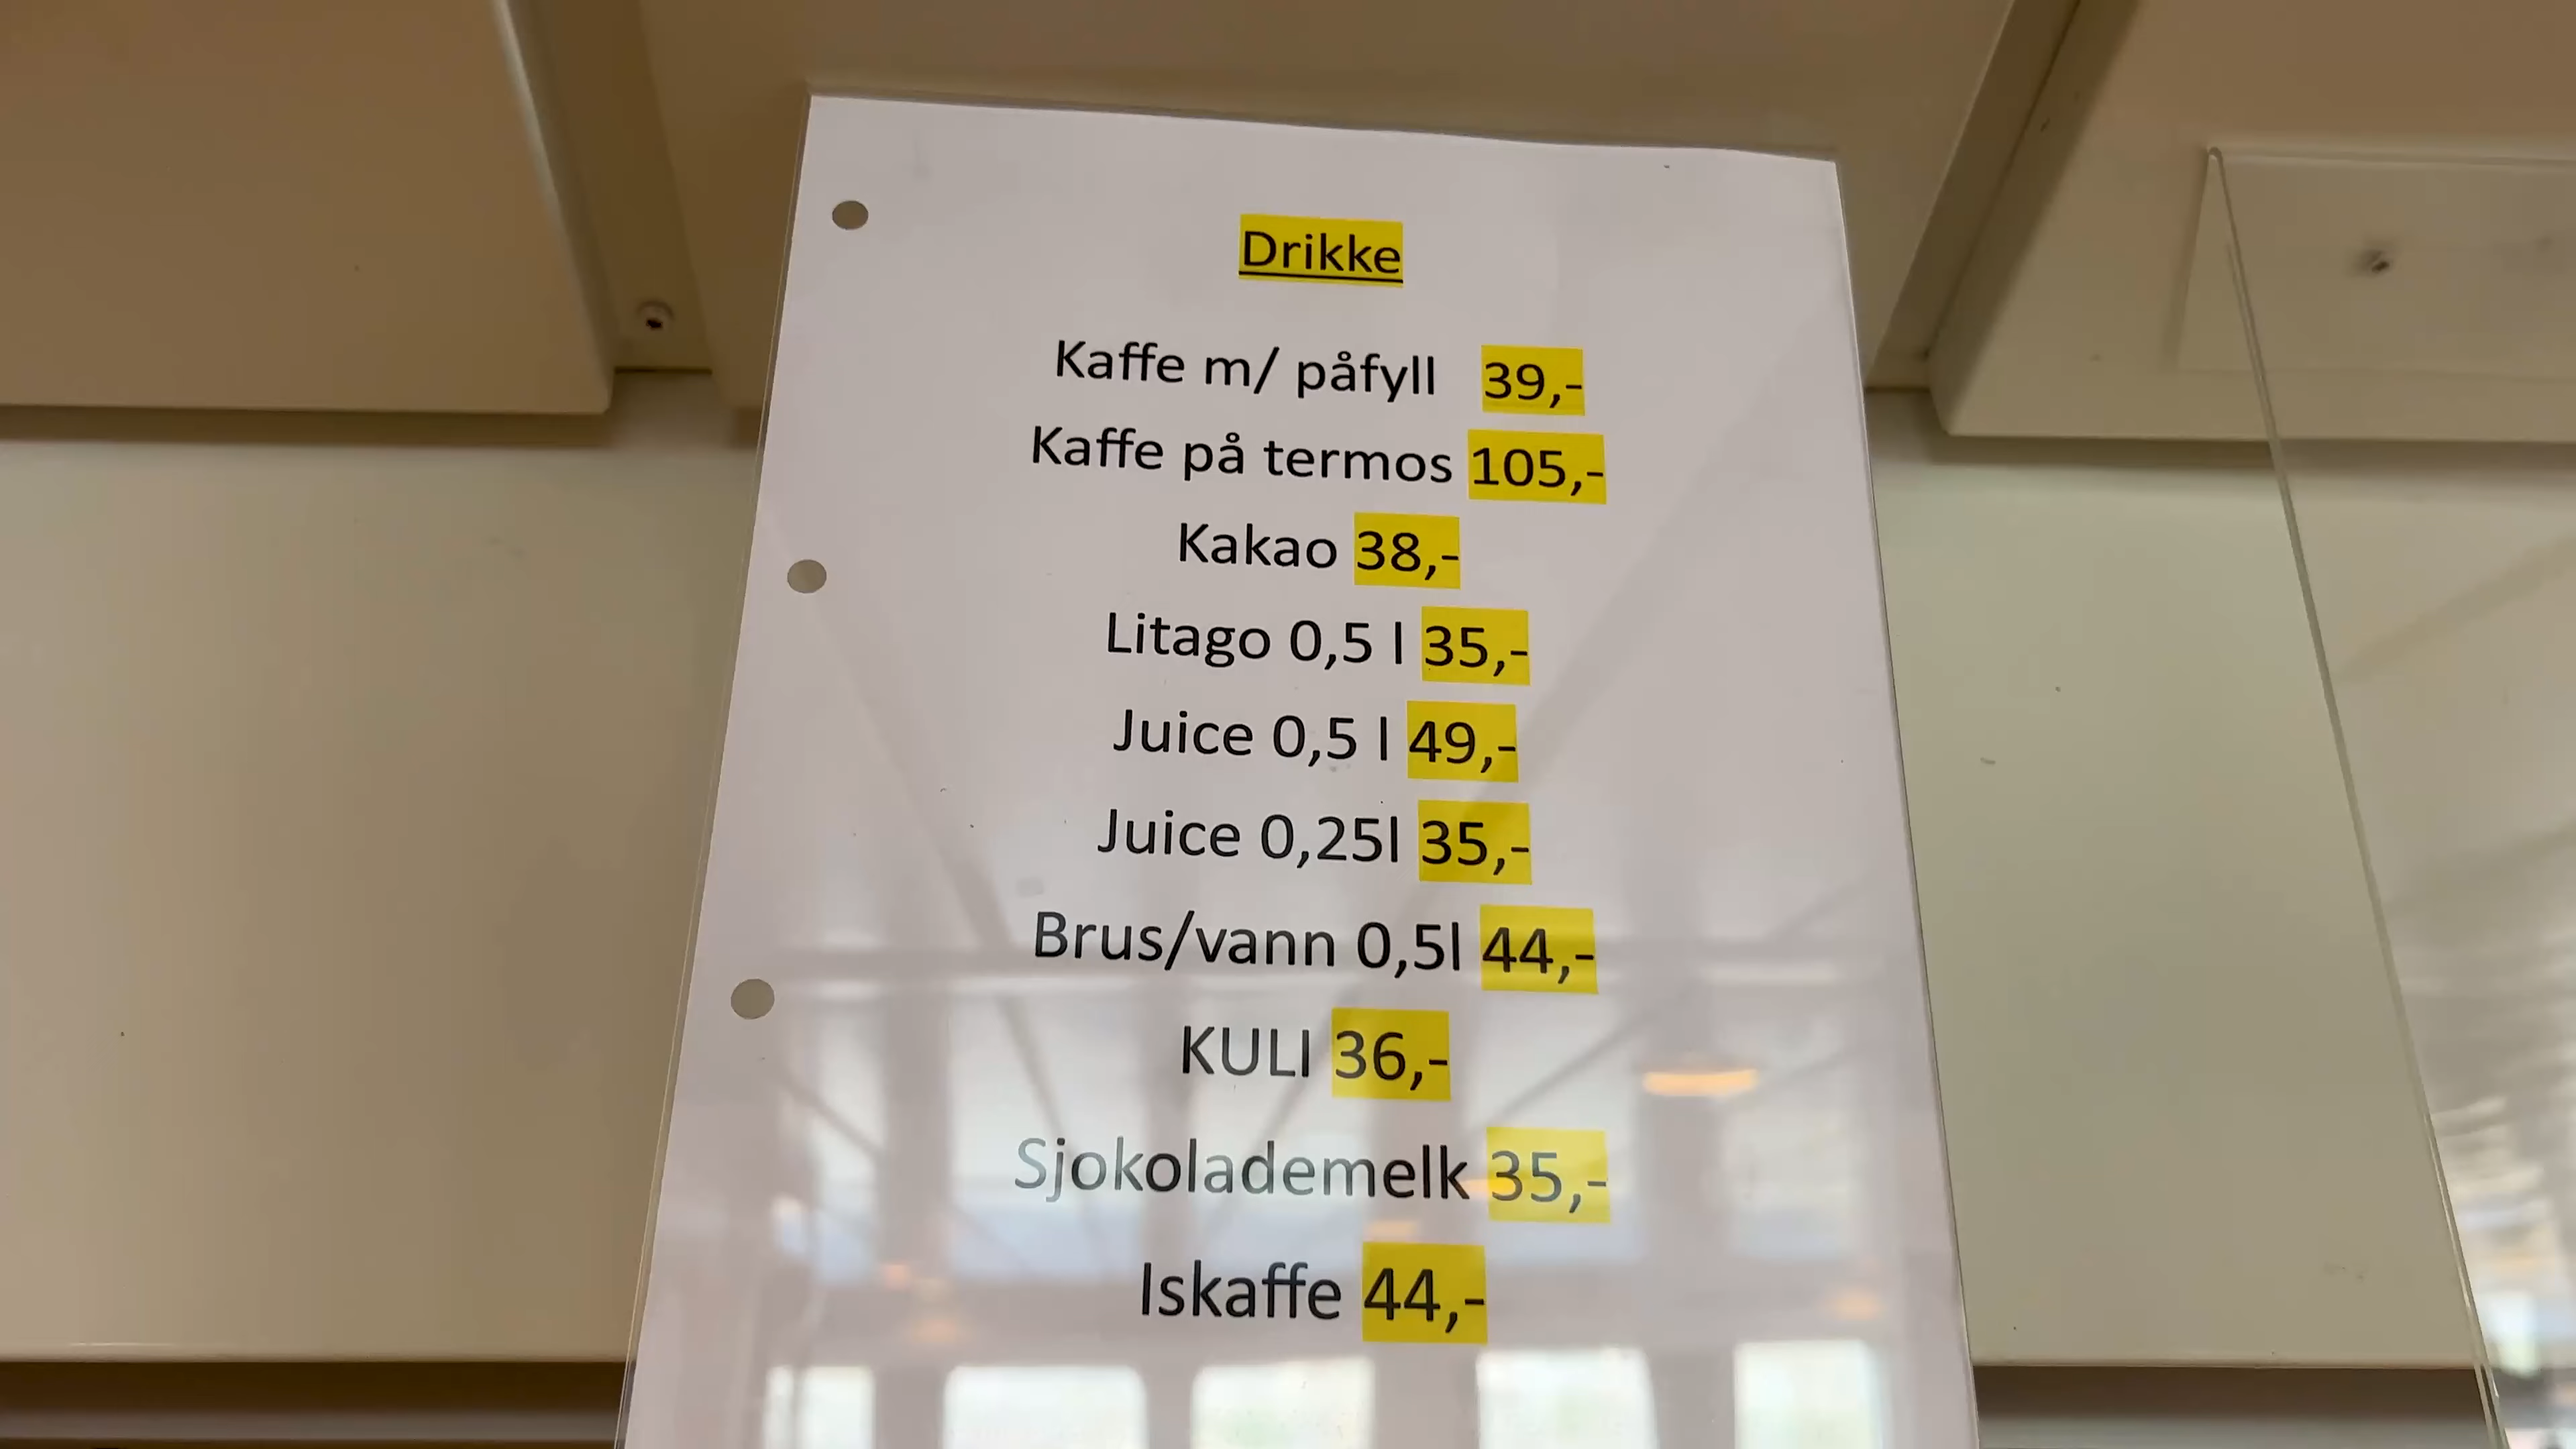 Drikke
Kaffe m/ påfyll 39,-
Kaffe på termos 105,-
Kakao 38,-
Litago 0,5 l 35,-
Juice 0,5 l 49,-
Juice 0,25l 35,-
Brus/vann 0,5l 44,-
KULI 36,-
Sjokolademelk 35,-
Iskaffe 44,-